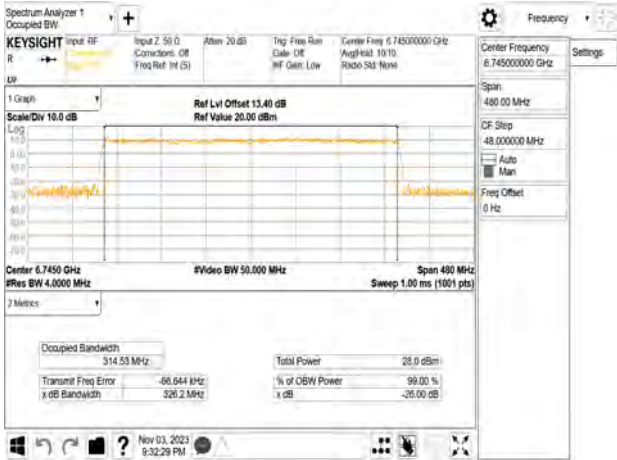 Spectrum Analyzer 1
Occupied BW
Frequency
KEYSIGHT Input: RF
R
Input Z: 50 Ω
Corrections: Off
Freq Ref: Int (S)
Atten: 20 dB
Trig: Free Run
Gate: Off
#IF Gain: Low
Center Freq: 6.745000000 GHz
Avg|Hold: 10/10
Radio Std: None
Center Frequency
6.745000000 GHz
Settings
Span
480.00 MHz
CF Step
48.000000 MHz
Auto
Man
Freq Offset
0 Hz
1 Graph
Scale/Div 10.0 dB
Ref Lvl Offset 13.40 dB
Ref Value 20.00 dBm
Log
10.0
0.00
Center 6.7450 GHz
#Res BW 4.0000 MHz
#Video BW 50.000 MHz
Span 480 MHz
Sweep 1.00 ms (1001 pts)
2 Metrics
Occupied Bandwidth
314.53 MHz
Total Power
28.0 dBm
Transmit Freq Error
-66.644 kHz
% of OBW Power
99.00 %
x dB Bandwidth
326.2 MHz
x dB
-26.00 dB
Nov 03, 2023
9:32:29 PM